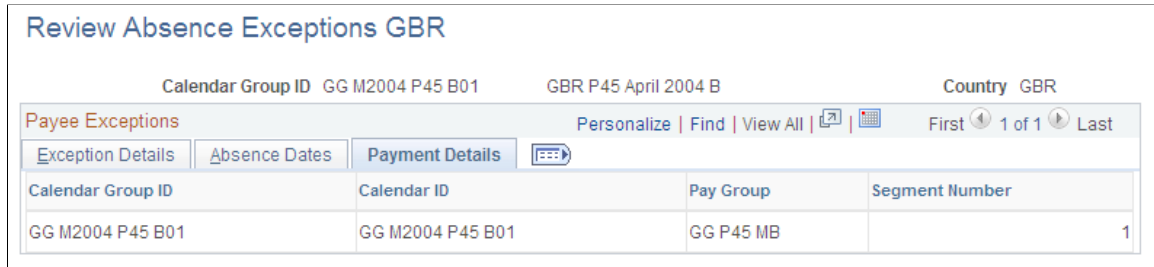 Review Absence Exceptions GBR
Calendar Group ID GG M2004 P45 B01 GBR P45 April 2004 B Country GBR
Payee Exceptions Personalize | Find | View All | | First 1 of 1 Last
Exception Details Absence Dates Payment Details
Calendar Group ID Calendar ID Pay Group Segment Number
GG M2004 P45 B01 GG M2004 P45 B01 GG P45 MB 1